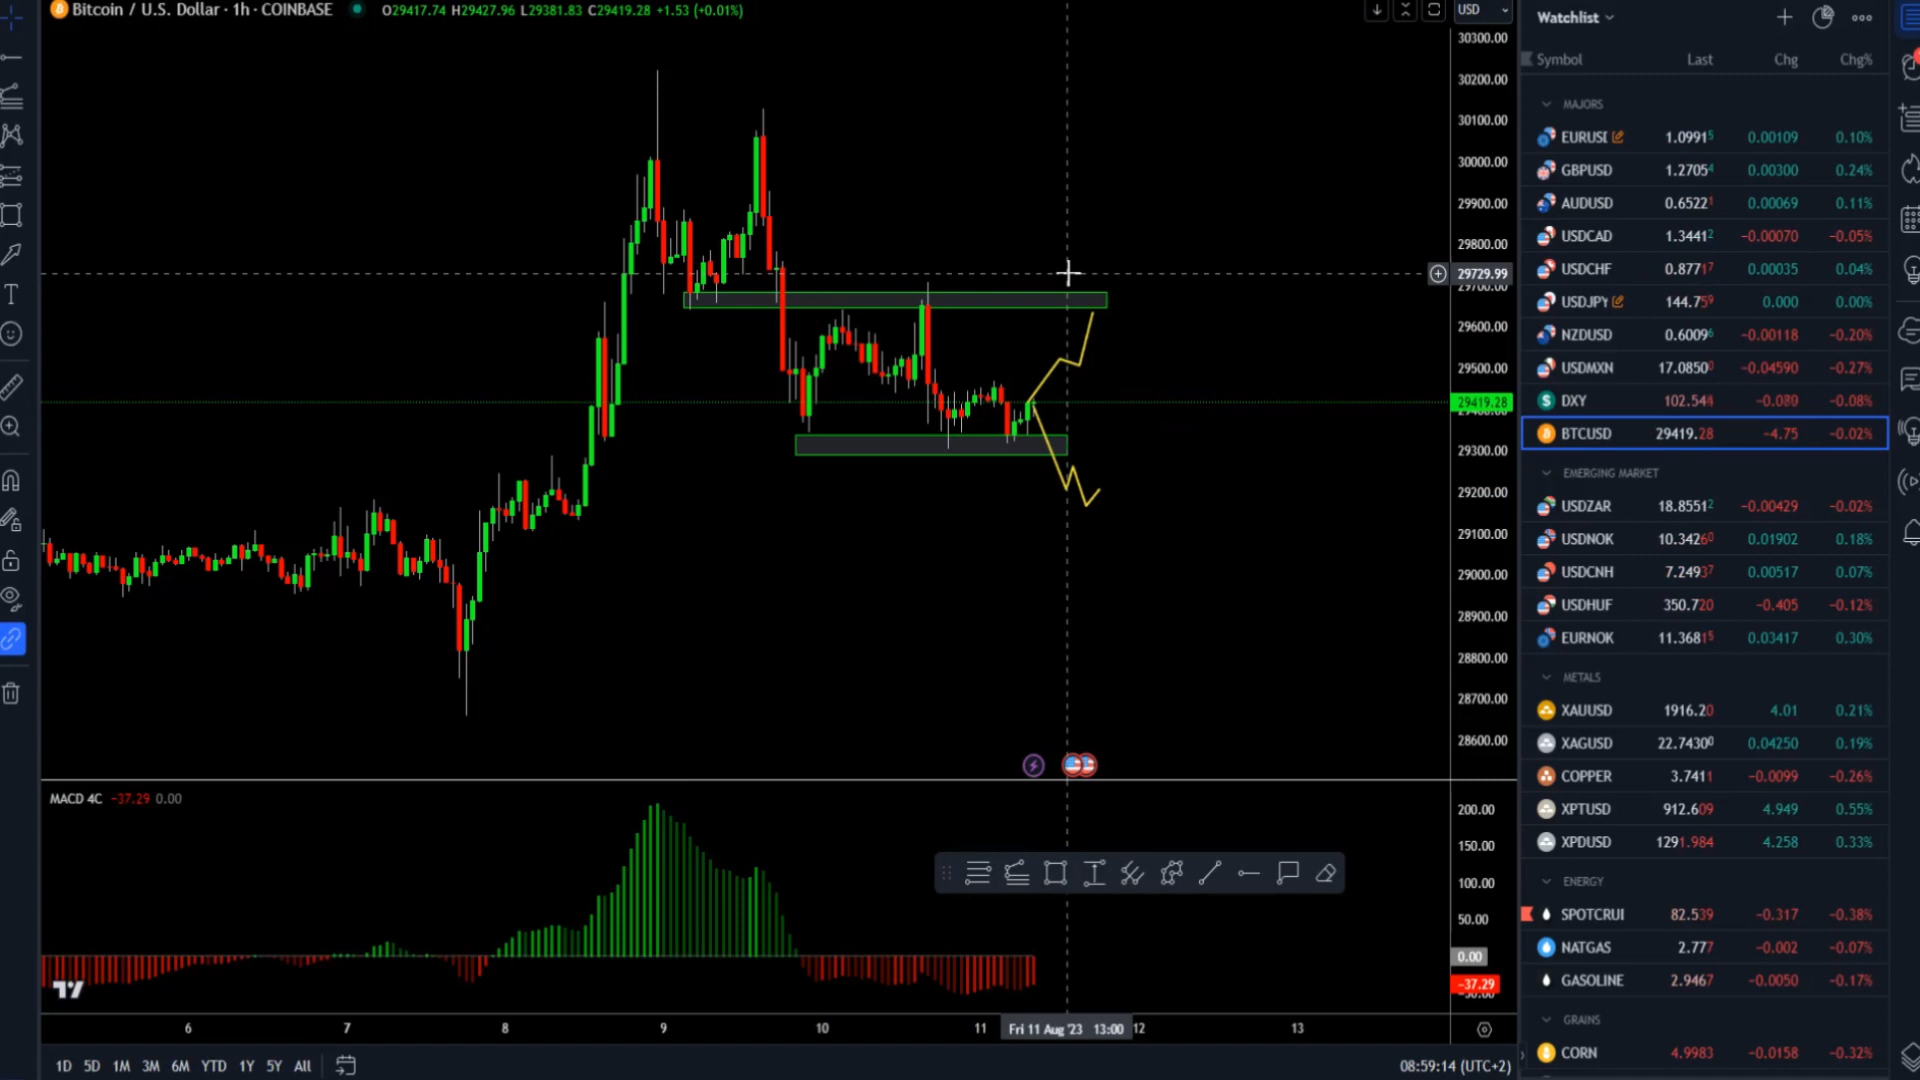 Bitcoin / U.S. Dollar · 1h · COINBASE O29417.74 H29427.96 L29381.83 C29419.28 +1.53 (+0.01%)
USD
30300.00
30200.00
30100.00
30000.00
29900.00
29800.00
29729.99
29700.00
29600.00
29500.00
29419.28
29300.00
29200.00
29100.00
29000.00
28900.00
28800.00
28700.00
28600.00
MACD 4C -37.29 0.00
200.00
150.00
100.00
50.00
0.00
-37.29
6 7 8 9 10 11 Fri 11 Aug '23 13:00 12 13
1D 5D 1M 3M 6M YTD 1Y 5Y All
08:59:14 (UTC+2)
Watchlist
Symbol Last Chg Chg%
MAJORS
EURUSI 1.09915 0.00109 0.10%
GBPUSD 1.27054 0.00300 0.24%
AUDUSD 0.65221 0.00069 0.11%
USDCAD 1.34412 -0.00070 -0.05%
USDCHF 0.87717 0.00035 0.04%
USDJPY 144.759 0.000 0.00%
NZDUSD 0.60096 -0.00118 -0.20%
USDMXN 17.08500 -0.04590 -0.27%
DXY 102.544 -0.080 -0.08%
BTCUSD 29419.28 -4.75 -0.02%
EMERGING MARKET
USDZAR 18.85512 -0.00429 -0.02%
USDNOK 10.34260 0.01902 0.18%
USDCNH 7.24937 0.00517 0.07%
USDHUF 350.720 -0.405 -0.12%
EURNOK 11.36815 0.03417 0.30%
METALS
XAUUSD 1916.20 4.01 0.21%
XAGUSD 22.74300 0.04250 0.19%
COPPER 3.7411 -0.0099 -0.26%
XPTUSD 912.609 4.949 0.55%
XPDUSD 1291.984 4.258 0.33%
ENERGY
SPOTCRUI 82.539 -0.317 -0.38%
NATGAS 2.777 -0.002 -0.07%
GASOLINE 2.9467 -0.0050 -0.17%
GRAINS
CORN 4.9983 -0.0158 -0.32%